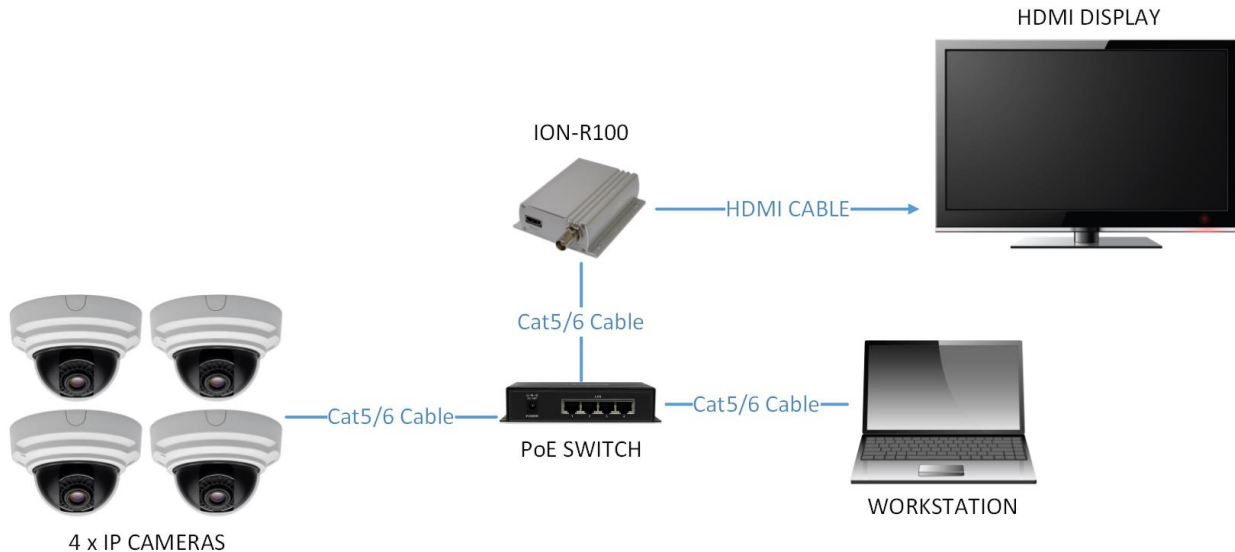 HDMI DISPLAY
ION-R100
HDMI CABLE
Cat5/6 Cable
Cat5/6 Cable
Cat5/6 Cable
PoE SWITCH
WORKSTATION
4 x IP CAMERAS